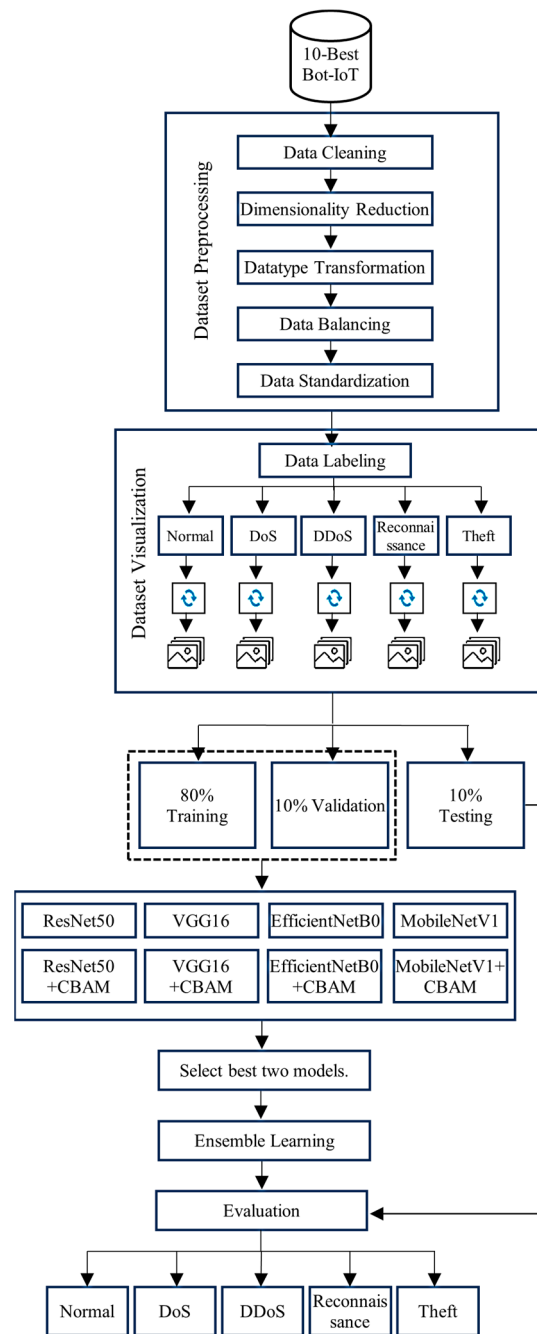 10-Best
Bot-IoT
Dataset Preprocessing
Data Cleaning
Dimensionality Reduction
Datatype Transformation
Data Balancing
Data Standardization
Dataset Visualization
Data Labeling
Normal
DoS
DDoS
Reconnai
ssance
Theft
80%
Training
10% Validation
10%
Testing
ResNet50
VGG16
EfficientNetB0
MobileNetV1
ResNet50
+CBAM
VGG16
+CBAM
EfficientNetB0
+CBAM
MobileNetV1+
CBAM
Select best two models.
Ensemble Learning
Evaluation
Normal
DoS
DDoS
Reconnais
sance
Theft